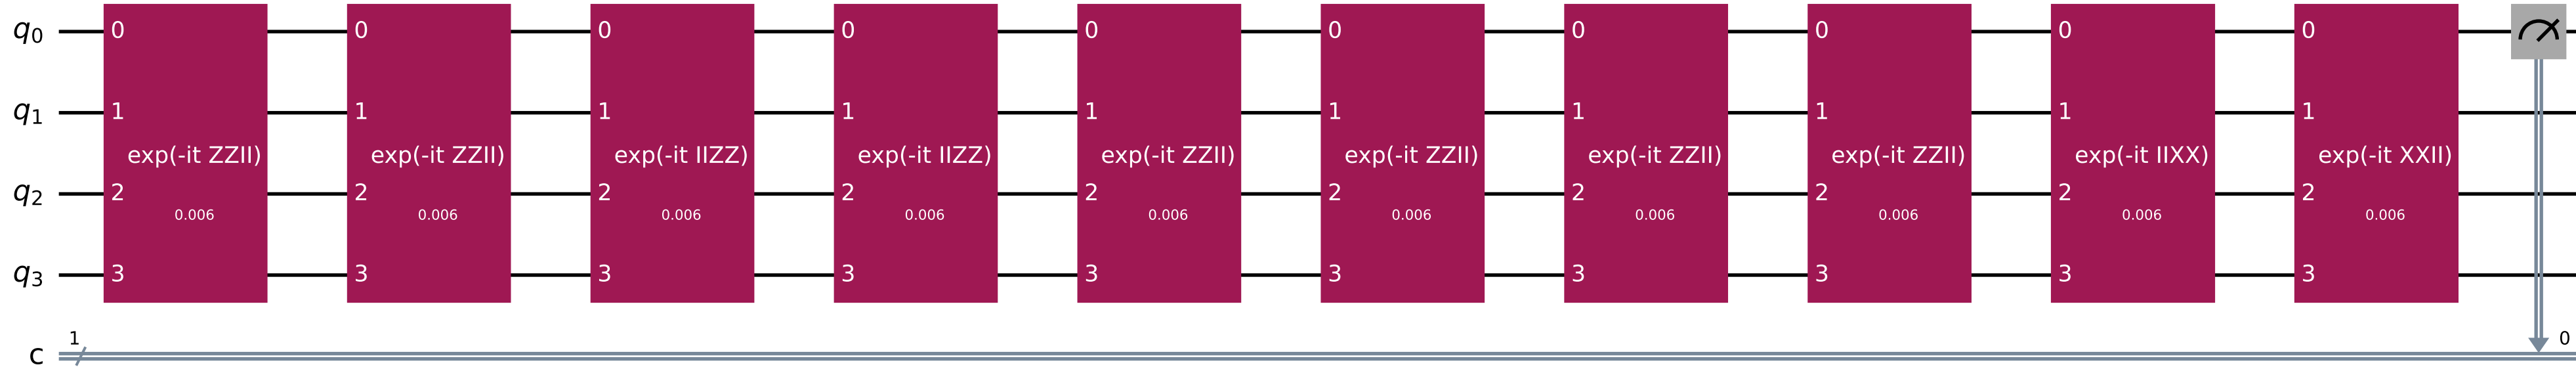 q0 0 0 0 0 0 0 0 0 0 0
q1 1 1 1 1 1 1 1 1 1 1
exp(-it ZZII) exp(-it ZZII) exp(-it IIZZ) exp(-it IIZZ) exp(-it ZZII) exp(-it ZZII) exp(-it ZZII) exp(-it ZZII) exp(-it IIXX) exp(-it XXII)
q2 2 2 2 2 2 2 2 2 2 2
0.006 0.006 0.006 0.006 0.006 0.006 0.006 0.006 0.006 0.006
q3 3 3 3 3 3 3 3 3 3 3
1 0
c